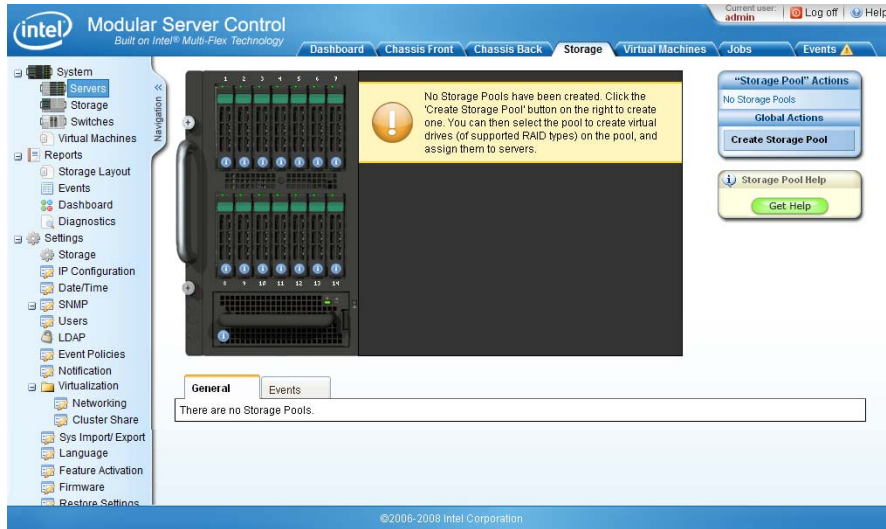 intel
Modular Server Control
Built on Intel® Multi-Flex Technology
Current user:
admin
Log off
Help
Dashboard
Chassis Front
Chassis Back
Storage
Virtual Machines
Jobs
Events
System
Servers
Storage
Switches
Virtual Machines
Reports
Storage Layout
Events
Dashboard
Diagnostics
Settings
Storage
IP Configuration
Date/Time
SNMP
Users
LDAP
Event Policies
Notification
Virtualization
Networking
Cluster Share
Sys Import/ Export
Language
Feature Activation
Firmware
Restore Settings
«
Navigation
1 2 3 4 5 6 7
8 9 10 11 12 13 14
No Storage Pools have been created. Click the
'Create Storage Pool' button on the right to create
one. You can then select the pool to create virtual
drives (of supported RAID types) on the pool, and
assign them to servers.
"Storage Pool" Actions
No Storage Pools
Global Actions
Create Storage Pool
Storage Pool Help
Get Help
General
Events
There are no Storage Pools.
©2006-2008 Intel Corporation